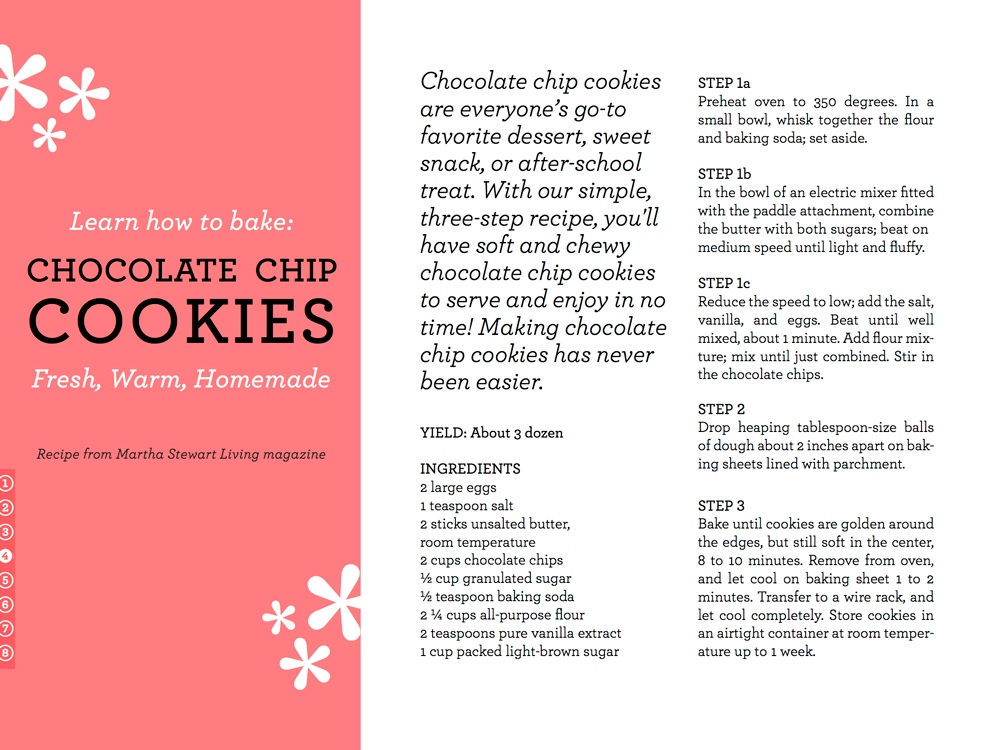 Learn how to bake:
CHOCOLATE CHIP
COOKIES
Fresh, Warm, Homemade
Recipe from Martha Stewart Living magazine
1
2
3
4
5
6
7
8
Chocolate chip cookies
are everyone's go-to
favorite dessert, sweet
snack, or after-school
treat. With our simple,
three-step recipe, you'll
have soft and chewy
chocolate chip cookies
to serve and enjoy in no
time! Making chocolate
chip cookies has never
been easier.
YIELD: About 3 dozen
INGREDIENTS
2 large eggs
1 teaspoon salt
2 sticks unsalted butter,
room temperature
2 cups chocolate chips
½ cup granulated sugar
½ teaspoon baking soda
2 ¼ cups all-purpose flour
2 teaspoons pure vanilla extract
1 cup packed light-brown sugar
STEP 1a
Preheat oven to 350 degrees. In a
small bowl, whisk together the flour
and baking soda; set aside.
STEP 1b
In the bowl of an electric mixer fitted
with the paddle attachment, combine
the butter with both sugars; beat on
medium speed until light and fluffy.
STEP 1c
Reduce the speed to low; add the salt,
vanilla, and eggs. Beat until well
mixed, about 1 minute. Add flour mix-
ture; mix until just combined. Stir in
the chocolate chips.
STEP 2
Drop heaping tablespoon-size balls
of dough about 2 inches apart on bak-
ing sheets lined with parchment.
STEP 3
Bake until cookies are golden around
the edges, but still soft in the center,
8 to 10 minutes. Remove from oven,
and let cool on baking sheet 1 to 2
minutes. Transfer to a wire rack, and
let cool completely. Store cookies in
an airtight container at room temper-
ature up to 1 week.